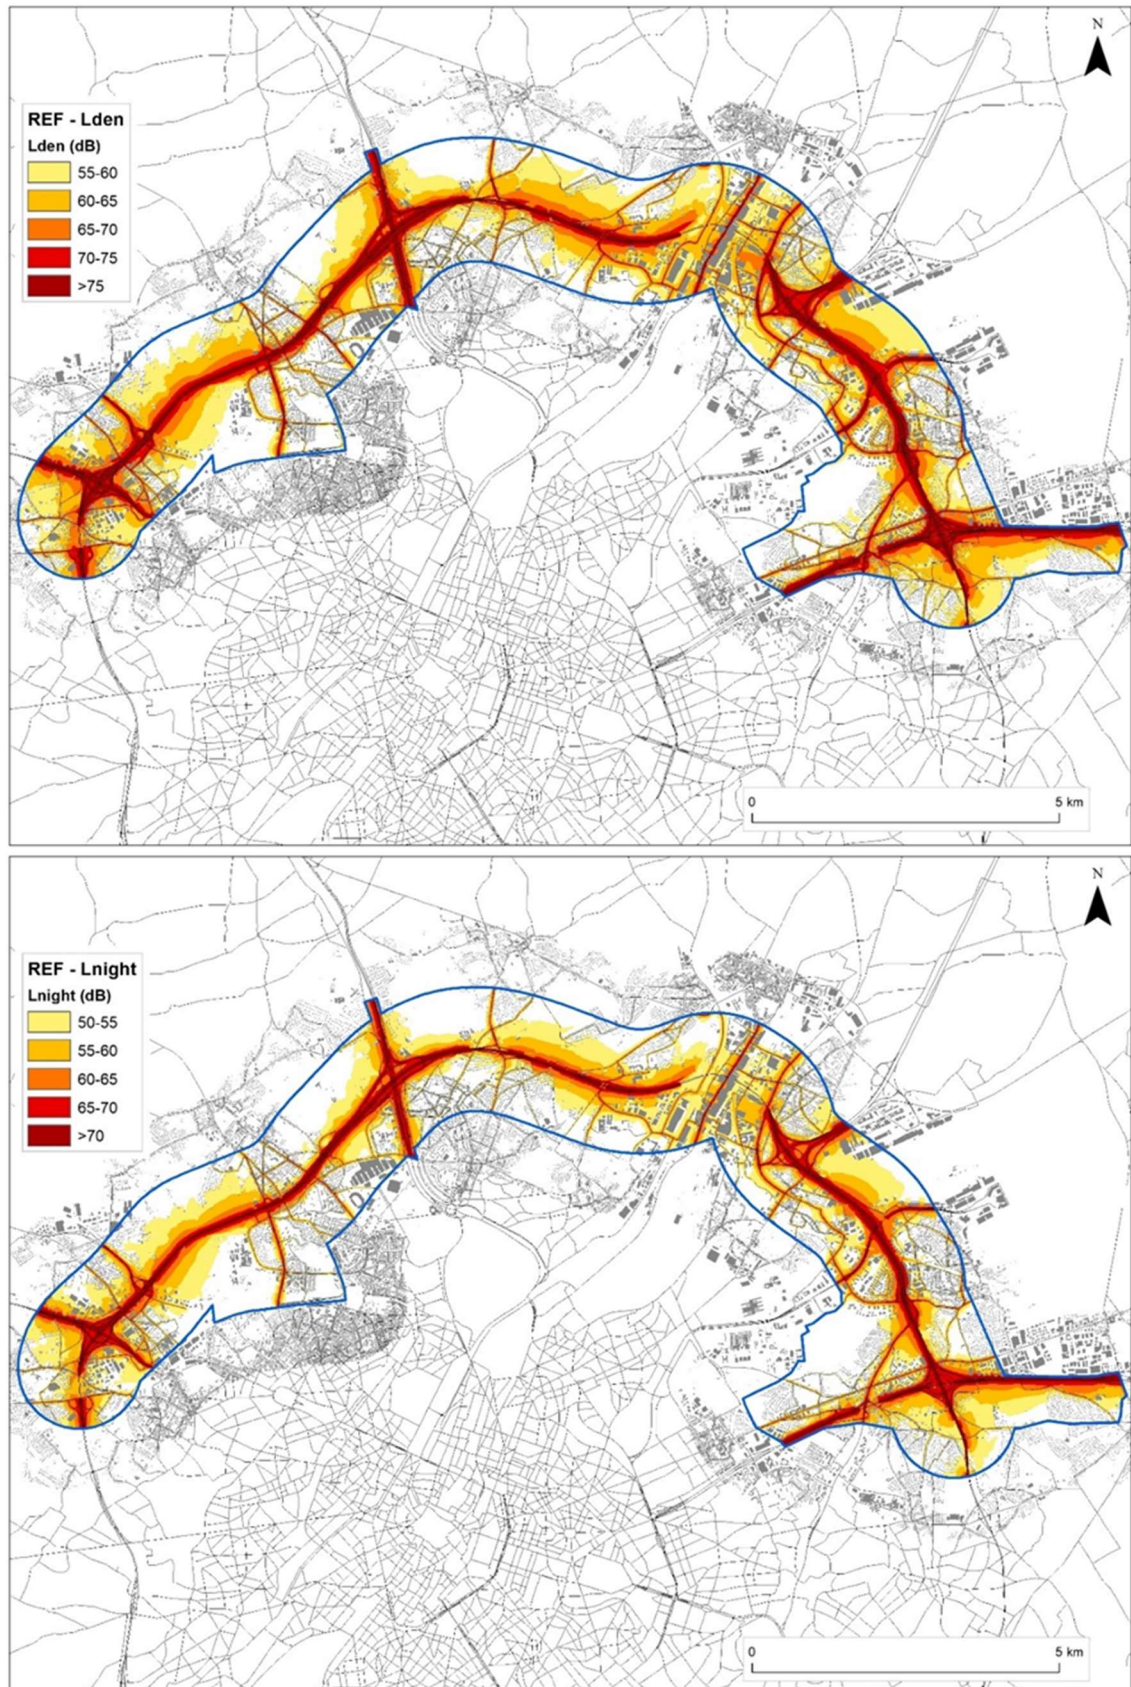 N
REF - Lden
Lden (dB)
55-60
60-65
65-70
70-75
>75
0 5 km
N
REF - Lnight
Lnight (dB)
50-55
55-60
60-65
65-70
>70
0 5 km